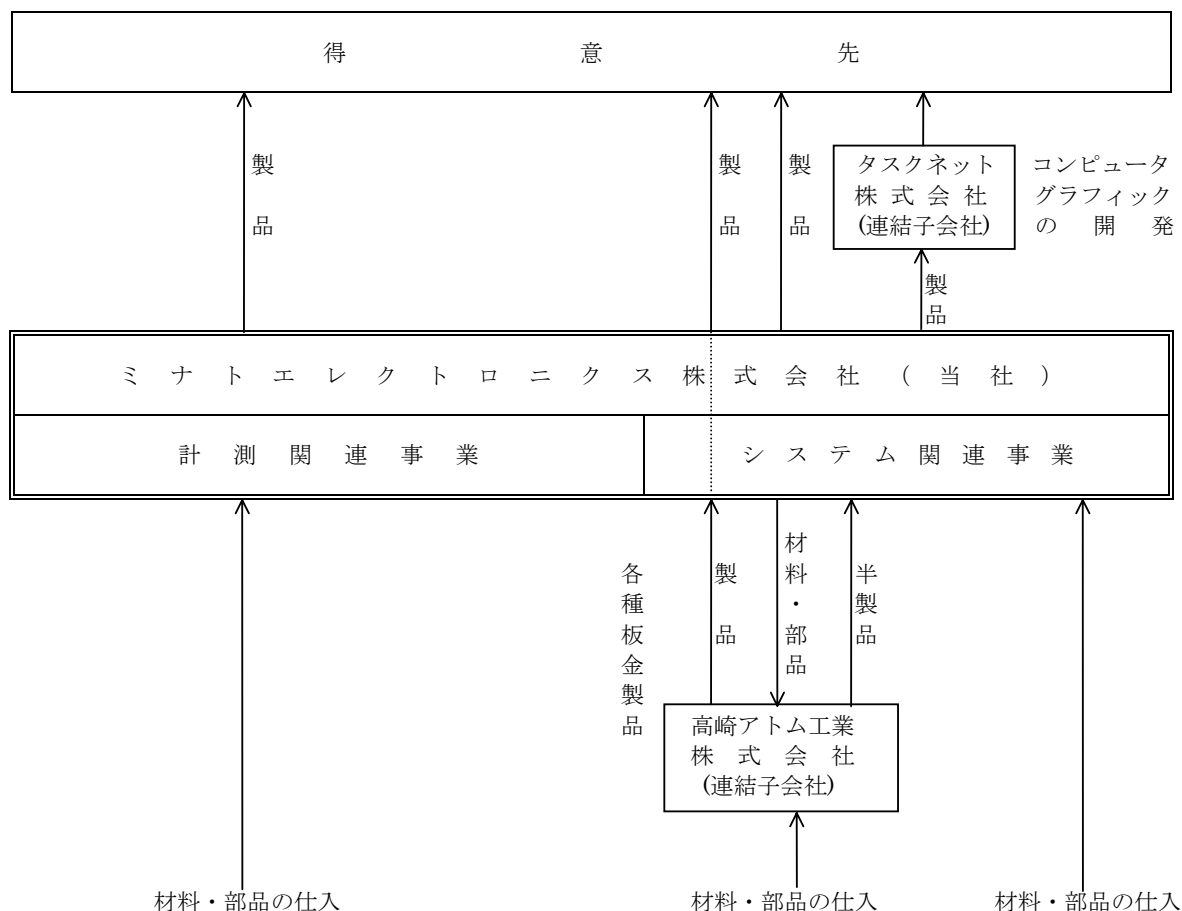 得意先
製品
製品
製品
タスクネット
株式会社
(連結子会社)
コンピュータ
グラフィック
の開発
製品
ミナトエレクトロニクス株式会社(当社)
計測関連事業
システム関連事業
各種板金製品
製品
材料・部品
半製品
高崎アトム工業
株式会社
(連結子会社)
材料・部品の仕入
材料・部品の仕入
材料・部品の仕入